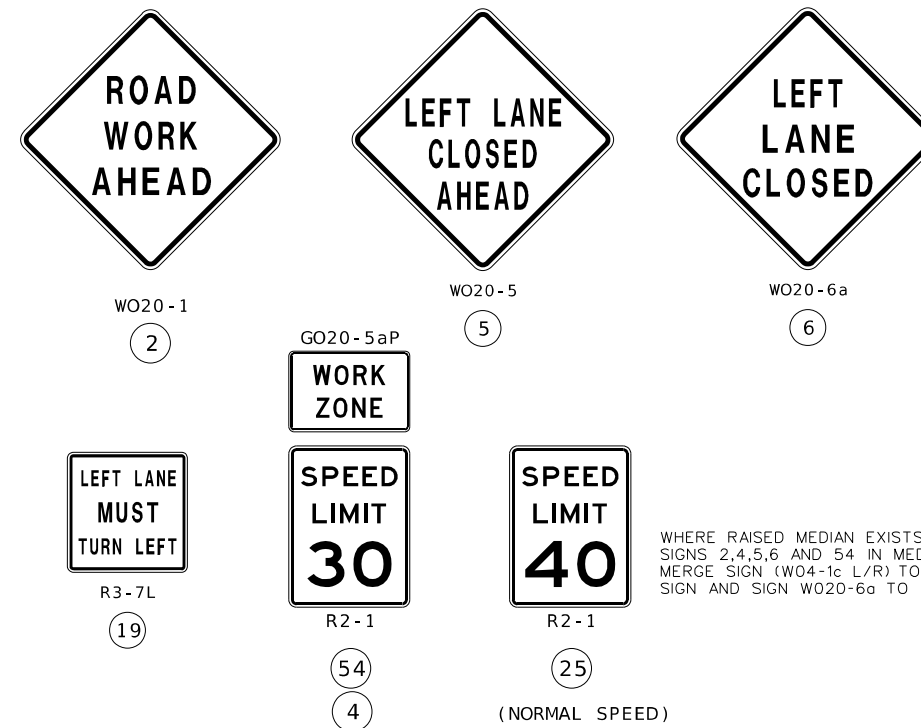 ROAD
WORK
AHEAD
WO20-1
2
LEFT LANE
CLOSED
AHEAD
WO20-5
5
LEFT
LANE
CLOSED
WO20-6a
6
LEFT LANE
MUST
TURN LEFT
R3-7L
19
GO20-5aP
WORK
ZONE
SPEED
LIMIT
30
R2-1
54
4
SPEED
LIMIT
40
R2-1
25
(NORMAL SPEED)
WHERE RAISED MEDIAN EXISTS
SIGNS 2,4,5,6 AND 54 IN MED
MERGE SIGN (W04-1c L/R) TO
SIGN AND SIGN W020-6a TO